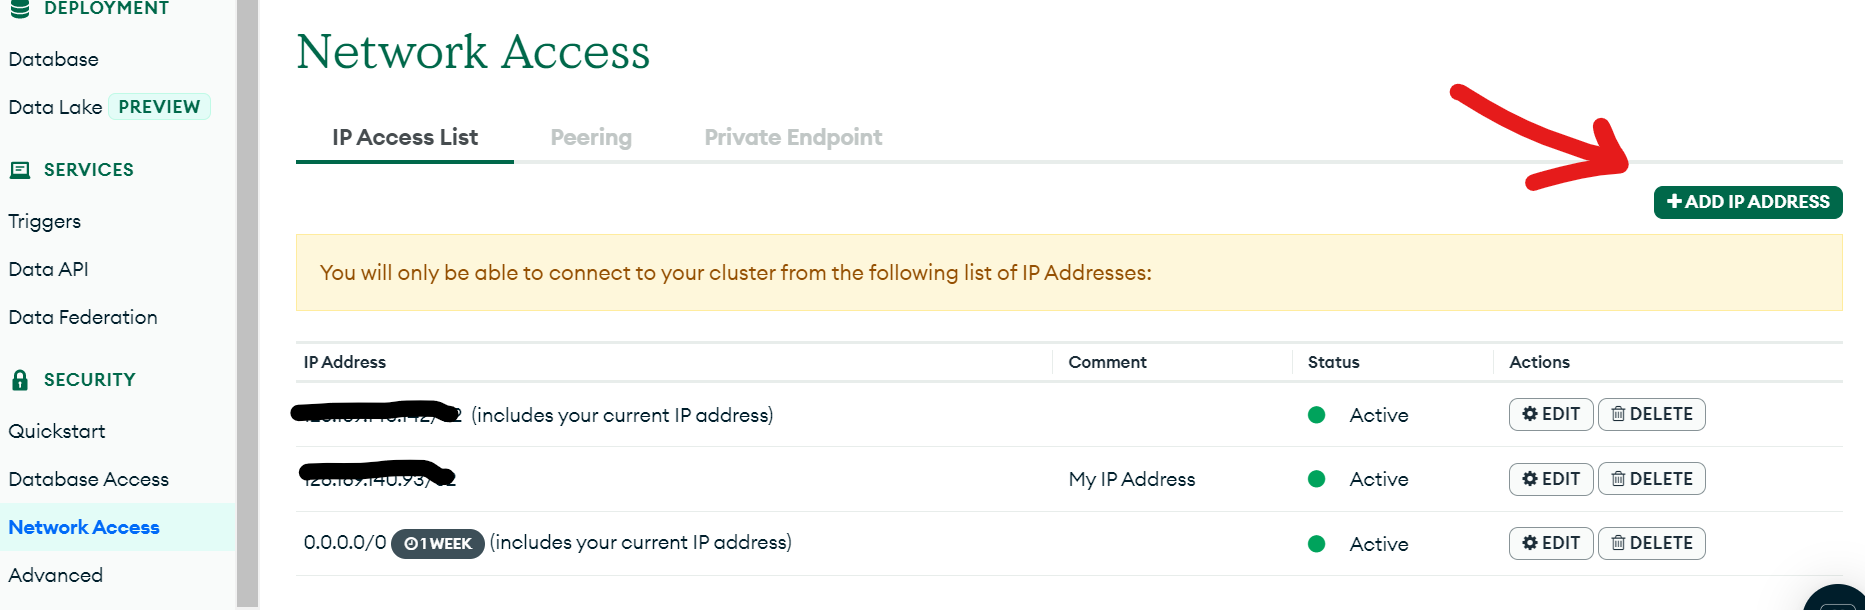 DEPLOYMENT
Database
Data Lake PREVIEW
SERVICES
Triggers
Data API
Data Federation
SECURITY
Quickstart
Database Access
Network Access
Advanced
Network Access
IP Access List Peering Private Endpoint
ADD IP ADDRESS
You will only be able to connect to your cluster from the following list of IP Addresses:
IP Address Comment Status Actions
(includes your current IP address) Active EDIT DELETE
My IP Address Active EDIT DELETE
0.0.0.0/0 1 WEEK (includes your current IP address) Active EDIT DELETE